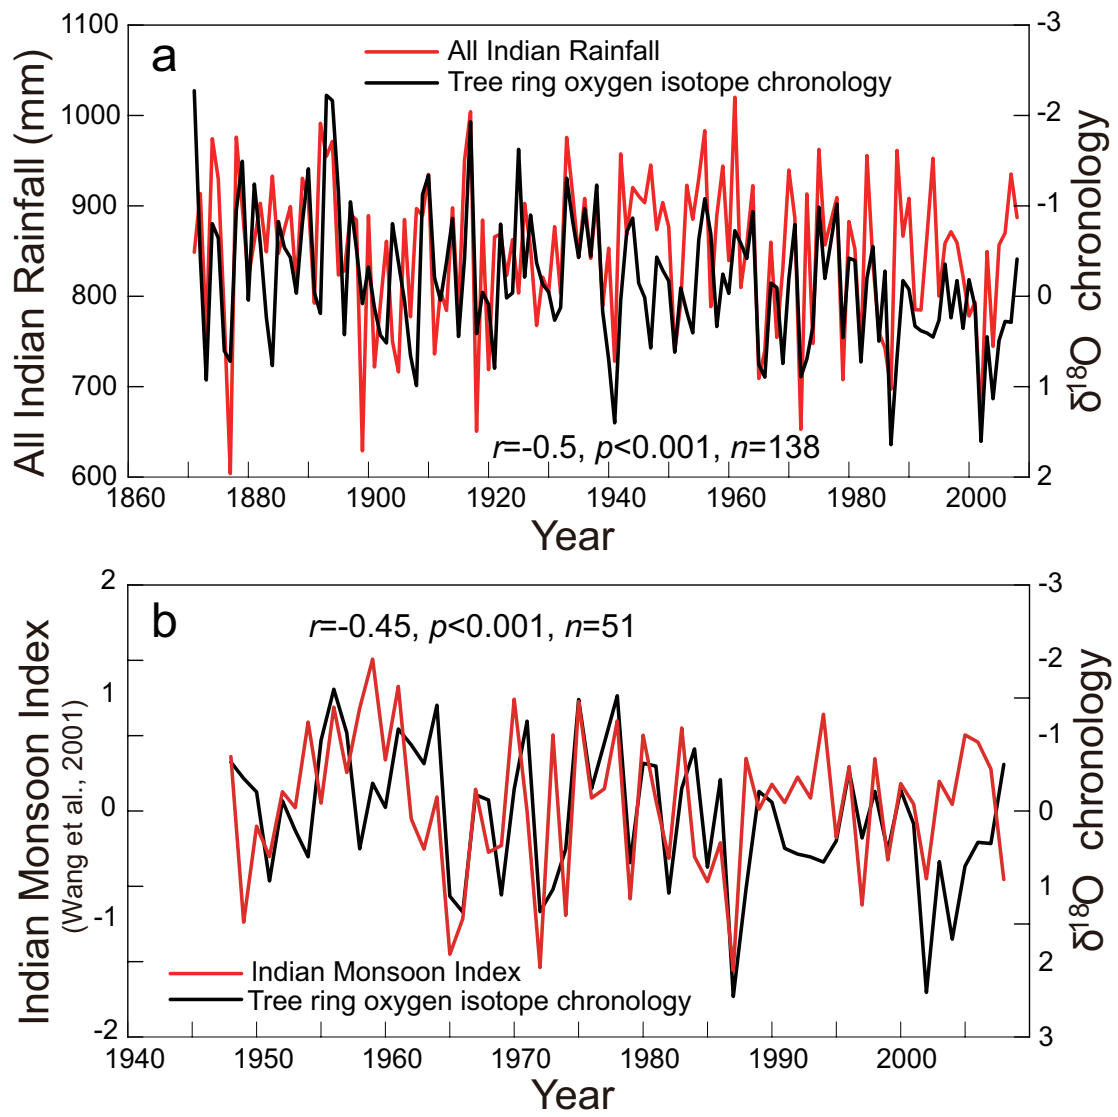 a
All Indian Rainfall
Tree ring oxygen isotope chronology
1100
1000
900
800
700
600
All Indian Rainfall (mm)
-3
-2
-1
0
1
2
δ18O chronology
r=-0.5, p<0.001, n=138
1860 1880 1900 1920 1940 1960 1980 2000
Year
b
r=-0.45, p<0.001, n=51
2
1
0
-1
-2
Indian Monsoon Index
(Wang et al., 2001)
-3
-2
-1
0
1
2
3
δ18O chronology
Indian Monsoon Index
Tree ring oxygen isotope chronology
1940 1950 1960 1970 1980 1990 2000
Year